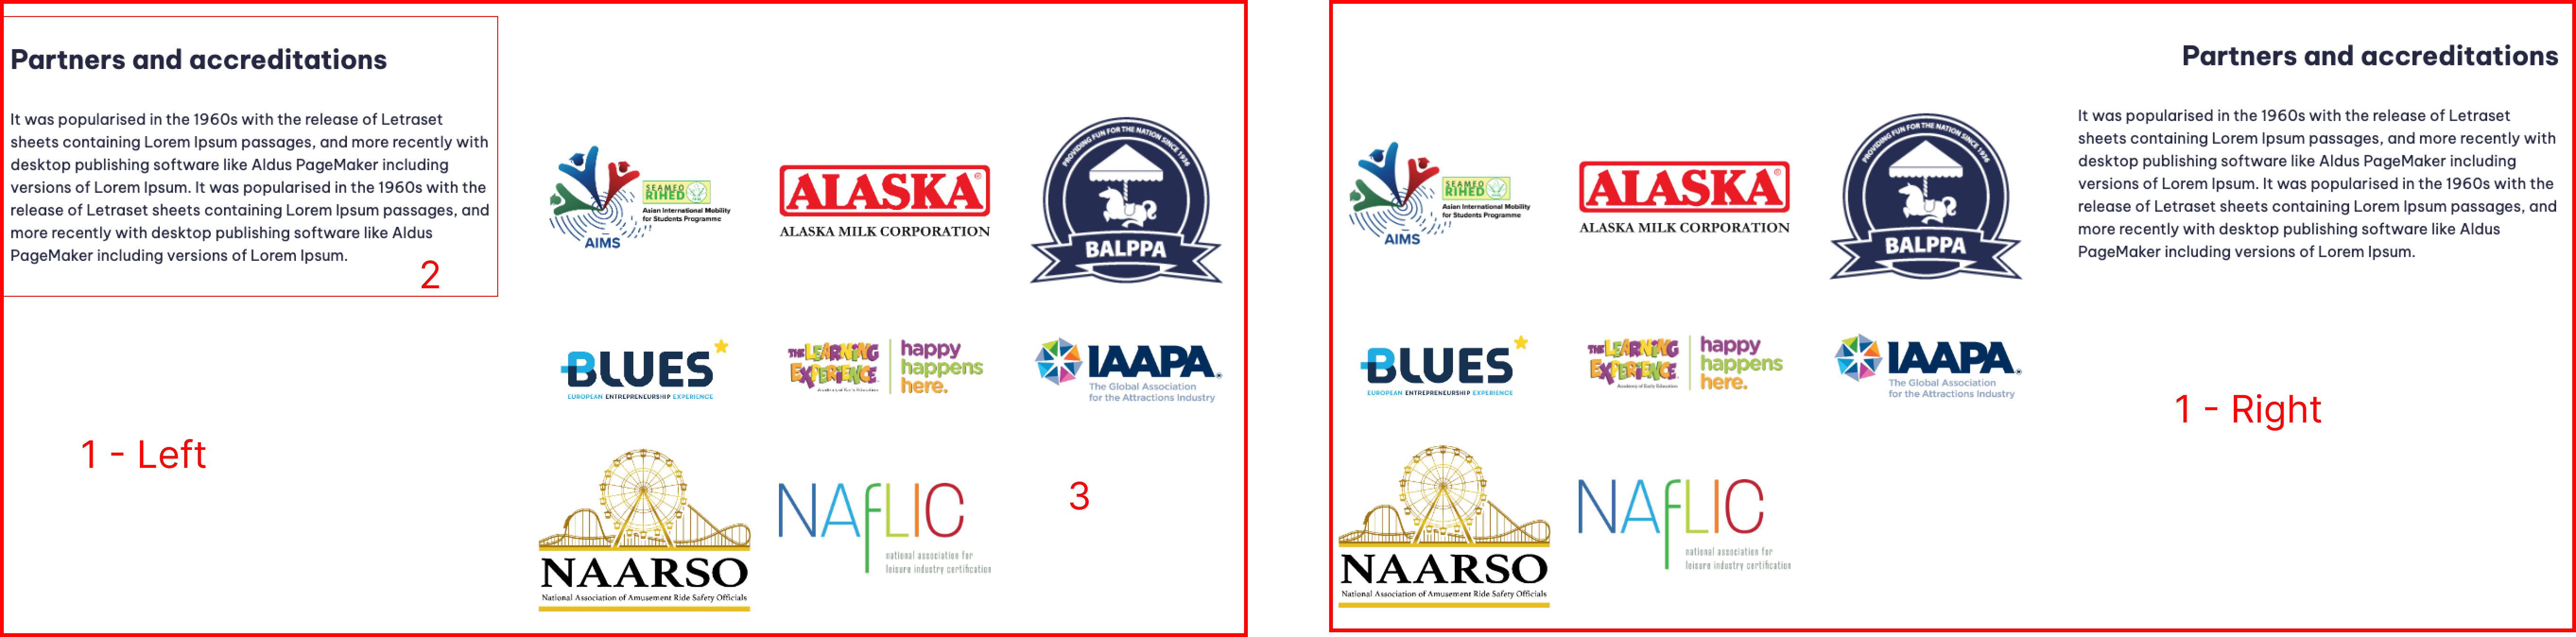 Partners and accreditations
It was popularised in the 1960s with the release of Letraset
sheets containing Lorem Ipsum passages, and more recently with
desktop publishing software like Aldus PageMaker including
versions of Lorem Ipsum. It was popularised in the 1960s with the
release of Letraset sheets containing Lorem Ipsum passages, and
more recently with desktop publishing software like Aldus
PageMaker including versions of Lorem Ipsum.
2
1 - Left
SEAMEO
RIHED
Asian International Mobility
for Students Programme
AIMS
ALASKA®
ALASKA MILK CORPORATION
PROVIDING FUN FOR THE NATION SINCE 1936
BALPPA
BLUES
EUROPEAN ENTREPRENEURSHIP EXPERIENCE
THE LEARNING
EXPERIENCE
Academy of Early Education
happy
happens
here.
IAAPA®
The Global Association
for the Attractions Industry
NAARSO
National Association of Amusement Ride Safety Officials
NAfLIC
national association for
leisure industry certification
3
Partners and accreditations
It was popularised in the 1960s with the release of Letraset
sheets containing Lorem Ipsum passages, and more recently with
desktop publishing software like Aldus PageMaker including
versions of Lorem Ipsum. It was popularised in the 1960s with the
release of Letraset sheets containing Lorem Ipsum passages, and
more recently with desktop publishing software like Aldus
PageMaker including versions of Lorem Ipsum.
1 - Right
SEAMEO
RIHED
Asian International Mobility
for Students Programme
AIMS
ALASKA®
ALASKA MILK CORPORATION
PROVIDING FUN FOR THE NATION SINCE 1936
BALPPA
BLUES
EUROPEAN ENTREPRENEURSHIP EXPERIENCE
THE LEARNING
EXPERIENCE
Academy of Early Education
happy
happens
here.
IAAPA®
The Global Association
for the Attractions Industry
NAARSO
National Association of Amusement Ride Safety Officials
NAfLIC
national association for
leisure industry certification